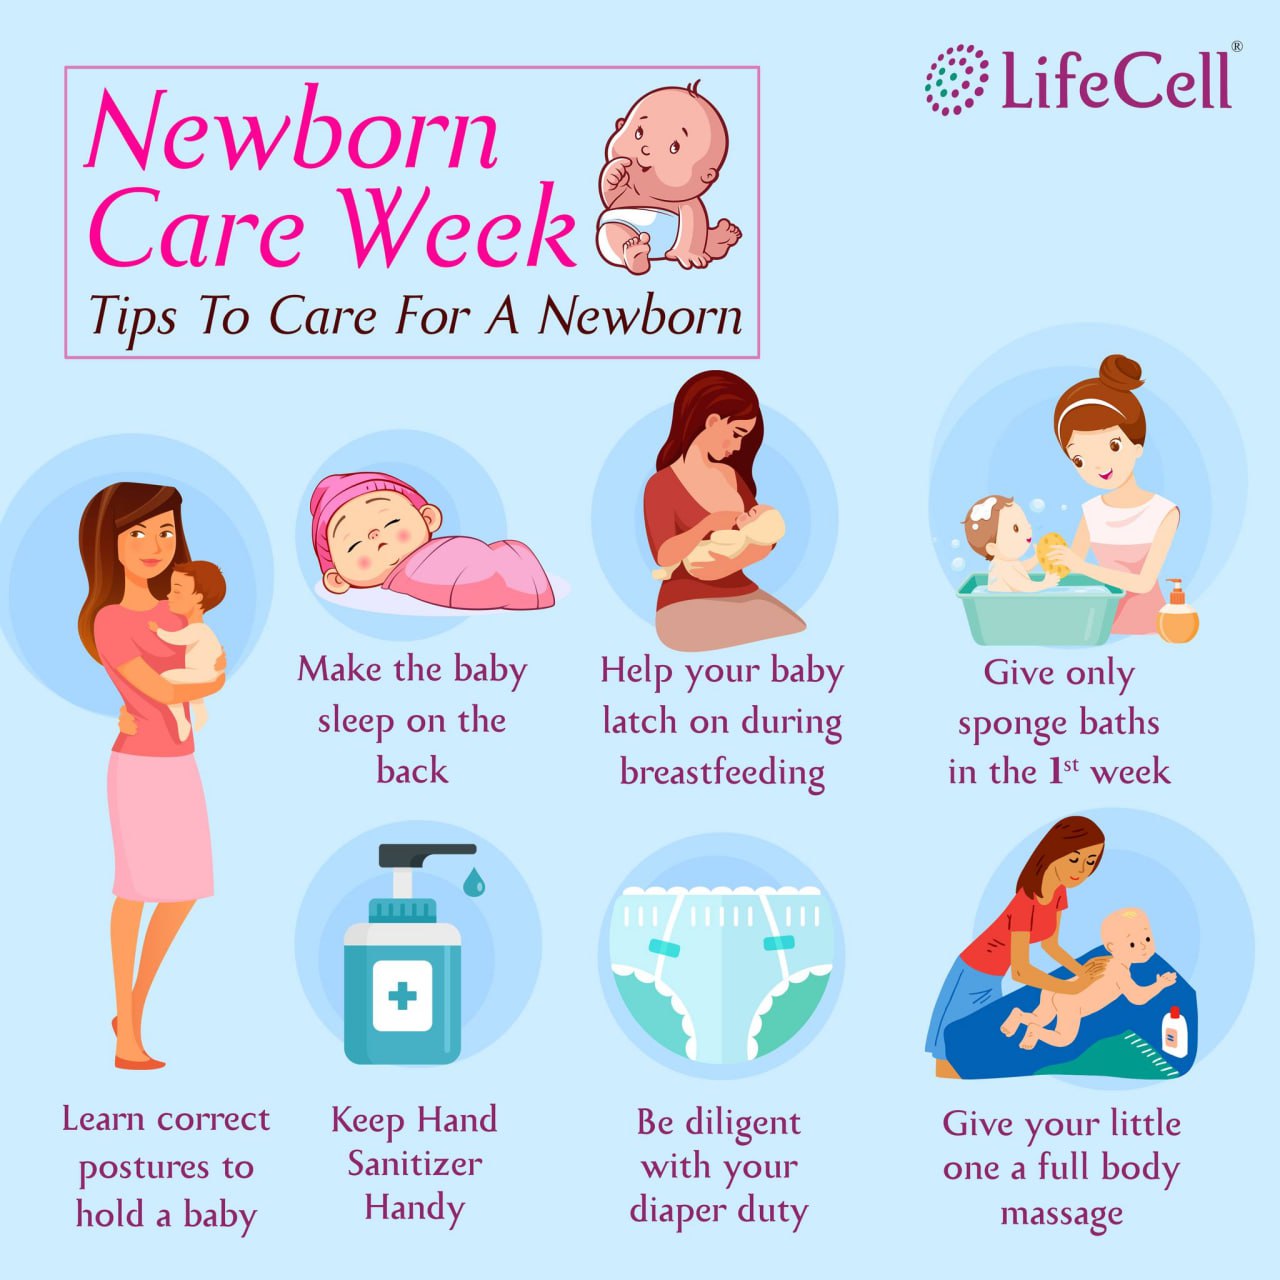 Newborn
Care Week
Tips To Care For A Newborn
LifeCell®
Make the baby
sleep on the
back
Help your baby
latch on during
breastfeeding
Give only
sponge baths
in the 1st week
Learn correct
postures to
hold a baby
Keep Hand
Sanitizer
Handy
Be diligent
with your
diaper duty
Give your little
one a full body
massage